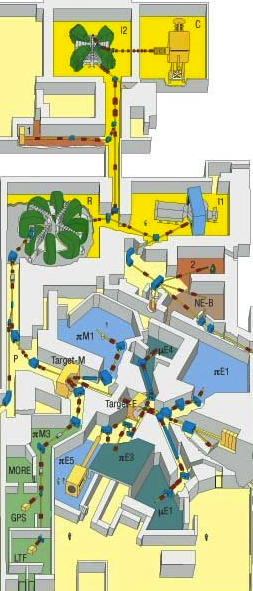 I2
C
R
I1
2
NE-B
πM1
μE4
Target-M
πE1
P
Target-E
πM3
MORE
πE5
πE3
GPS
μE1
LTF